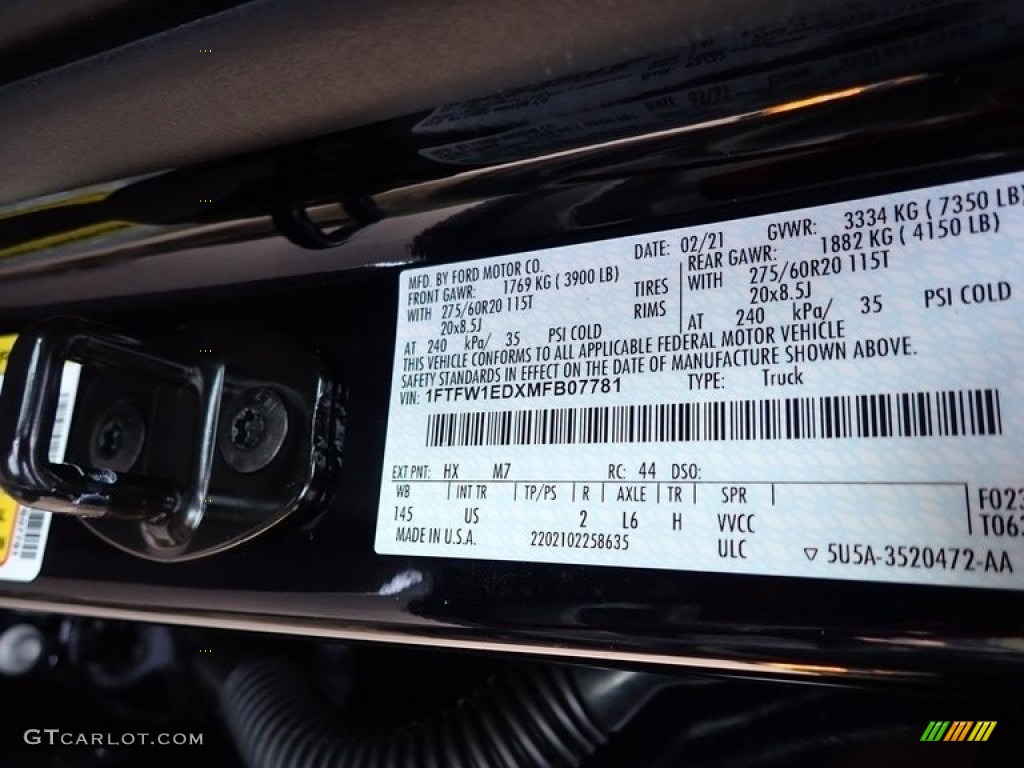 MFD. BY FORD MOTOR CO. DATE: 02/21 GVWR: 3334 KG ( 7350 LB)
FRONT GAWR: 1769 KG ( 3900 LB) REAR GAWR: 1882 KG ( 4150 LB)
WITH 275/60R20 115T TIRES WITH 275/60R20 115T
20x8.5J RIMS 20x8.5J
AT 240 kPa/ 35 PSI COLD AT 240 kPa/ 35 PSI COLD
THIS VEHICLE CONFORMS TO ALL APPLICABLE FEDERAL MOTOR VEHICLE
SAFETY STANDARDS IN EFFECT ON THE DATE OF MANUFACTURE SHOWN ABOVE.
VIN: 1FTFW1EDXMFB07781 TYPE: Truck
EXT PNT: HX M7 RC: 44 DSO:
WB INT TR TP/PS R AXLE TR SPR F023
145 US 2 L6 H VVCC
MADE IN U.S.A. 2202102258635 ULC ▽ 5U5A-3520472-AA
GTCARLOT.COM